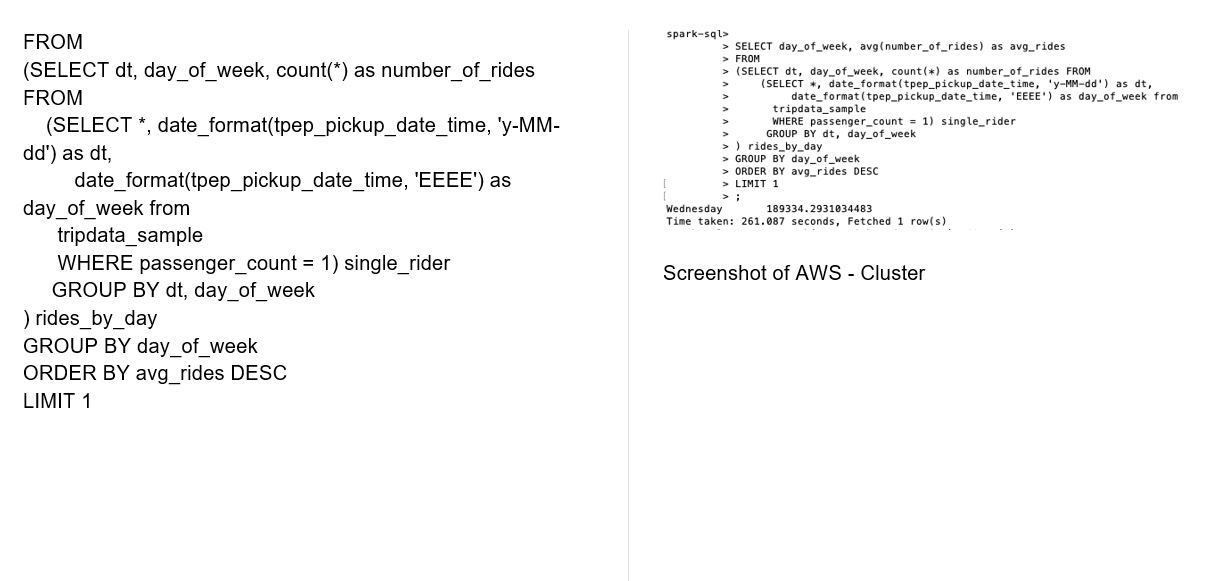 FROM
(SELECT dt, day_of_week, count(*) as number_of_rides
FROM
(SELECT *, date_format(tpep_pickup_date_time, 'y-MM-
dd') as dt,
date_format(tpep_pickup_date_time, 'EEEE') as
day_of_week from
tripdata_sample
WHERE passenger_count = 1) single_rider
GROUP BY dt, day_of_week
) rides_by_day
GROUP BY day_of_week
ORDER BY avg_rides DESC
LIMIT 1
spark-sql>
> SELECT day_of_week, avg(number_of_rides) as avg_rides
> FROM
> (SELECT dt, day_of_week, count(*) as number_of_rides FROM
> (SELECT *, date_format(tpep_pickup_date_time, 'y-MM-dd') as dt,
> date_format(tpep_pickup_date_time, 'EEEE') as day_of_week from
> tripdata_sample
> WHERE passenger_count = 1) single_rider
> GROUP BY dt, day_of_week
> ) rides_by_day
> GROUP BY day_of_week
> ORDER BY avg_rides DESC
[ > LIMIT 1
[ > ;
Wednesday 189334.2931034483
Time taken: 261.087 seconds, Fetched 1 row(s)
Screenshot of AWS - Cluster